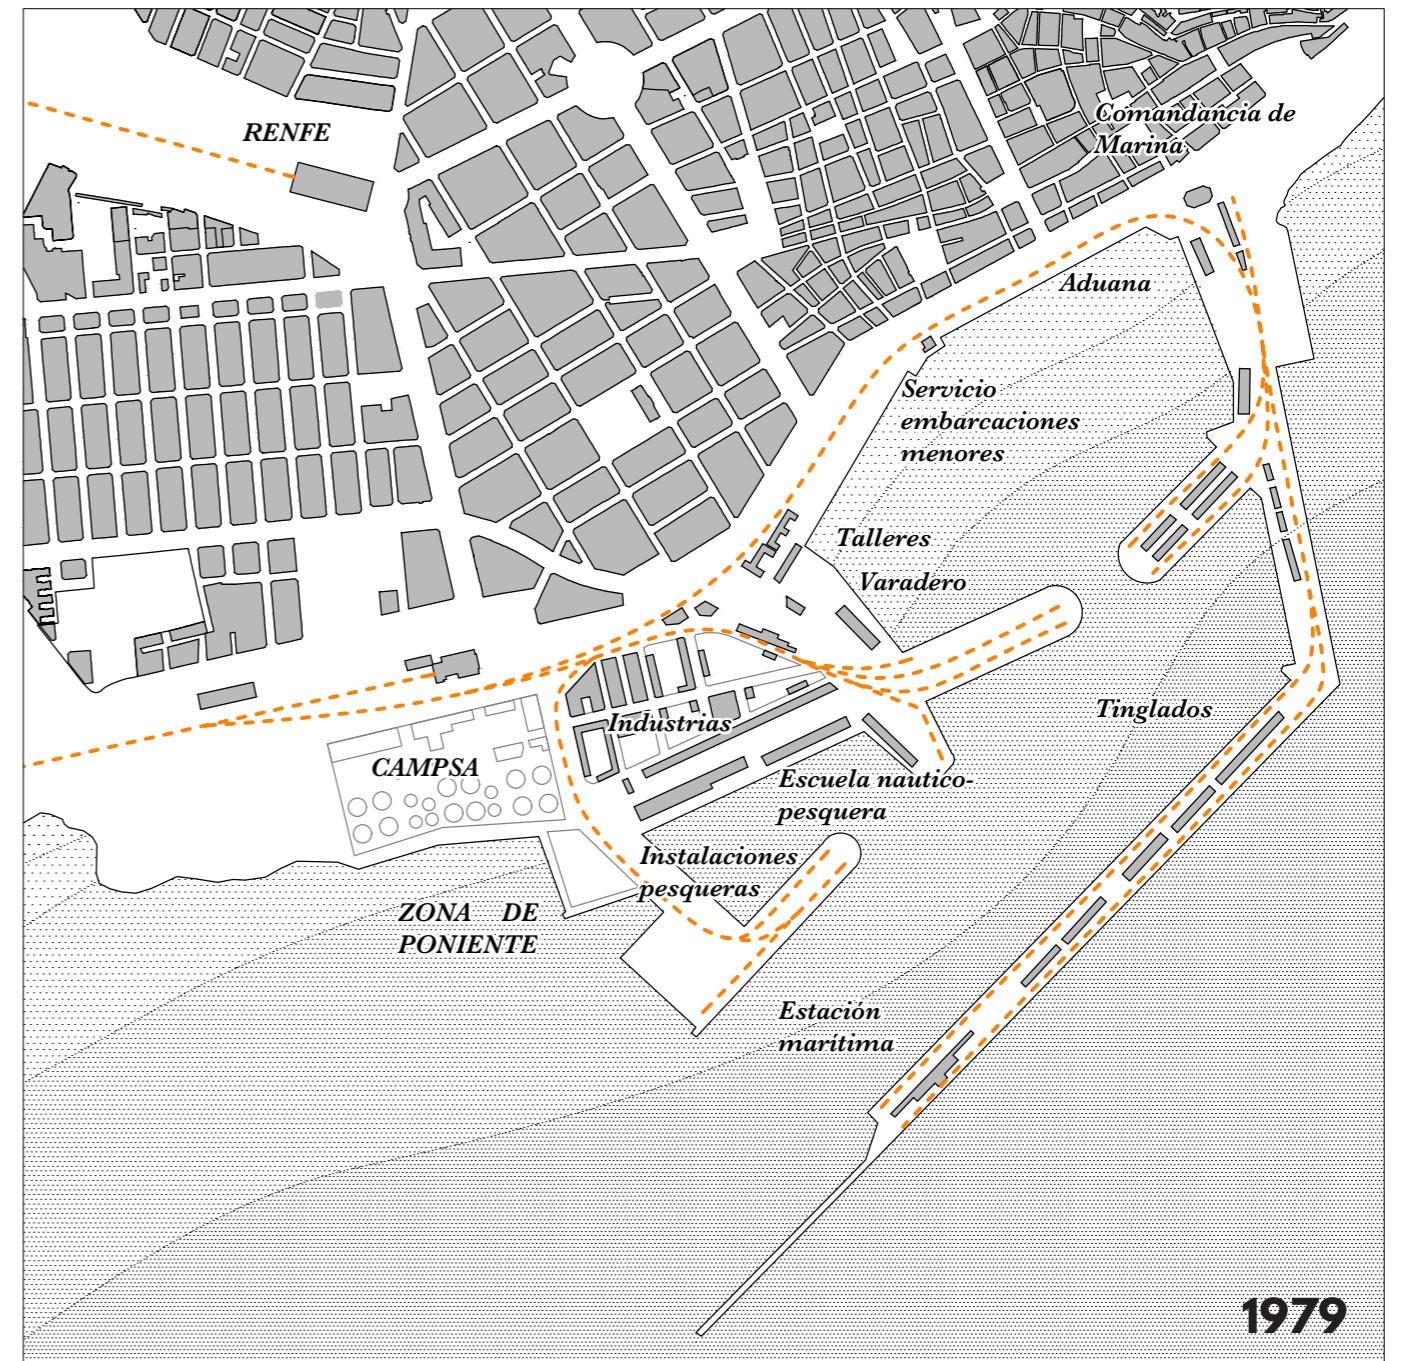 Comandancia de
Marina
RENFE
Aduana
Servicio
embarcaciones
menores
Talleres
Varadero
Tinglados
Industrias
CAMPSA
Escuela nautico-
pesquera
Instalaciones
pesqueras
ZONA DE
PONIENTE
Estación
marítima
1979